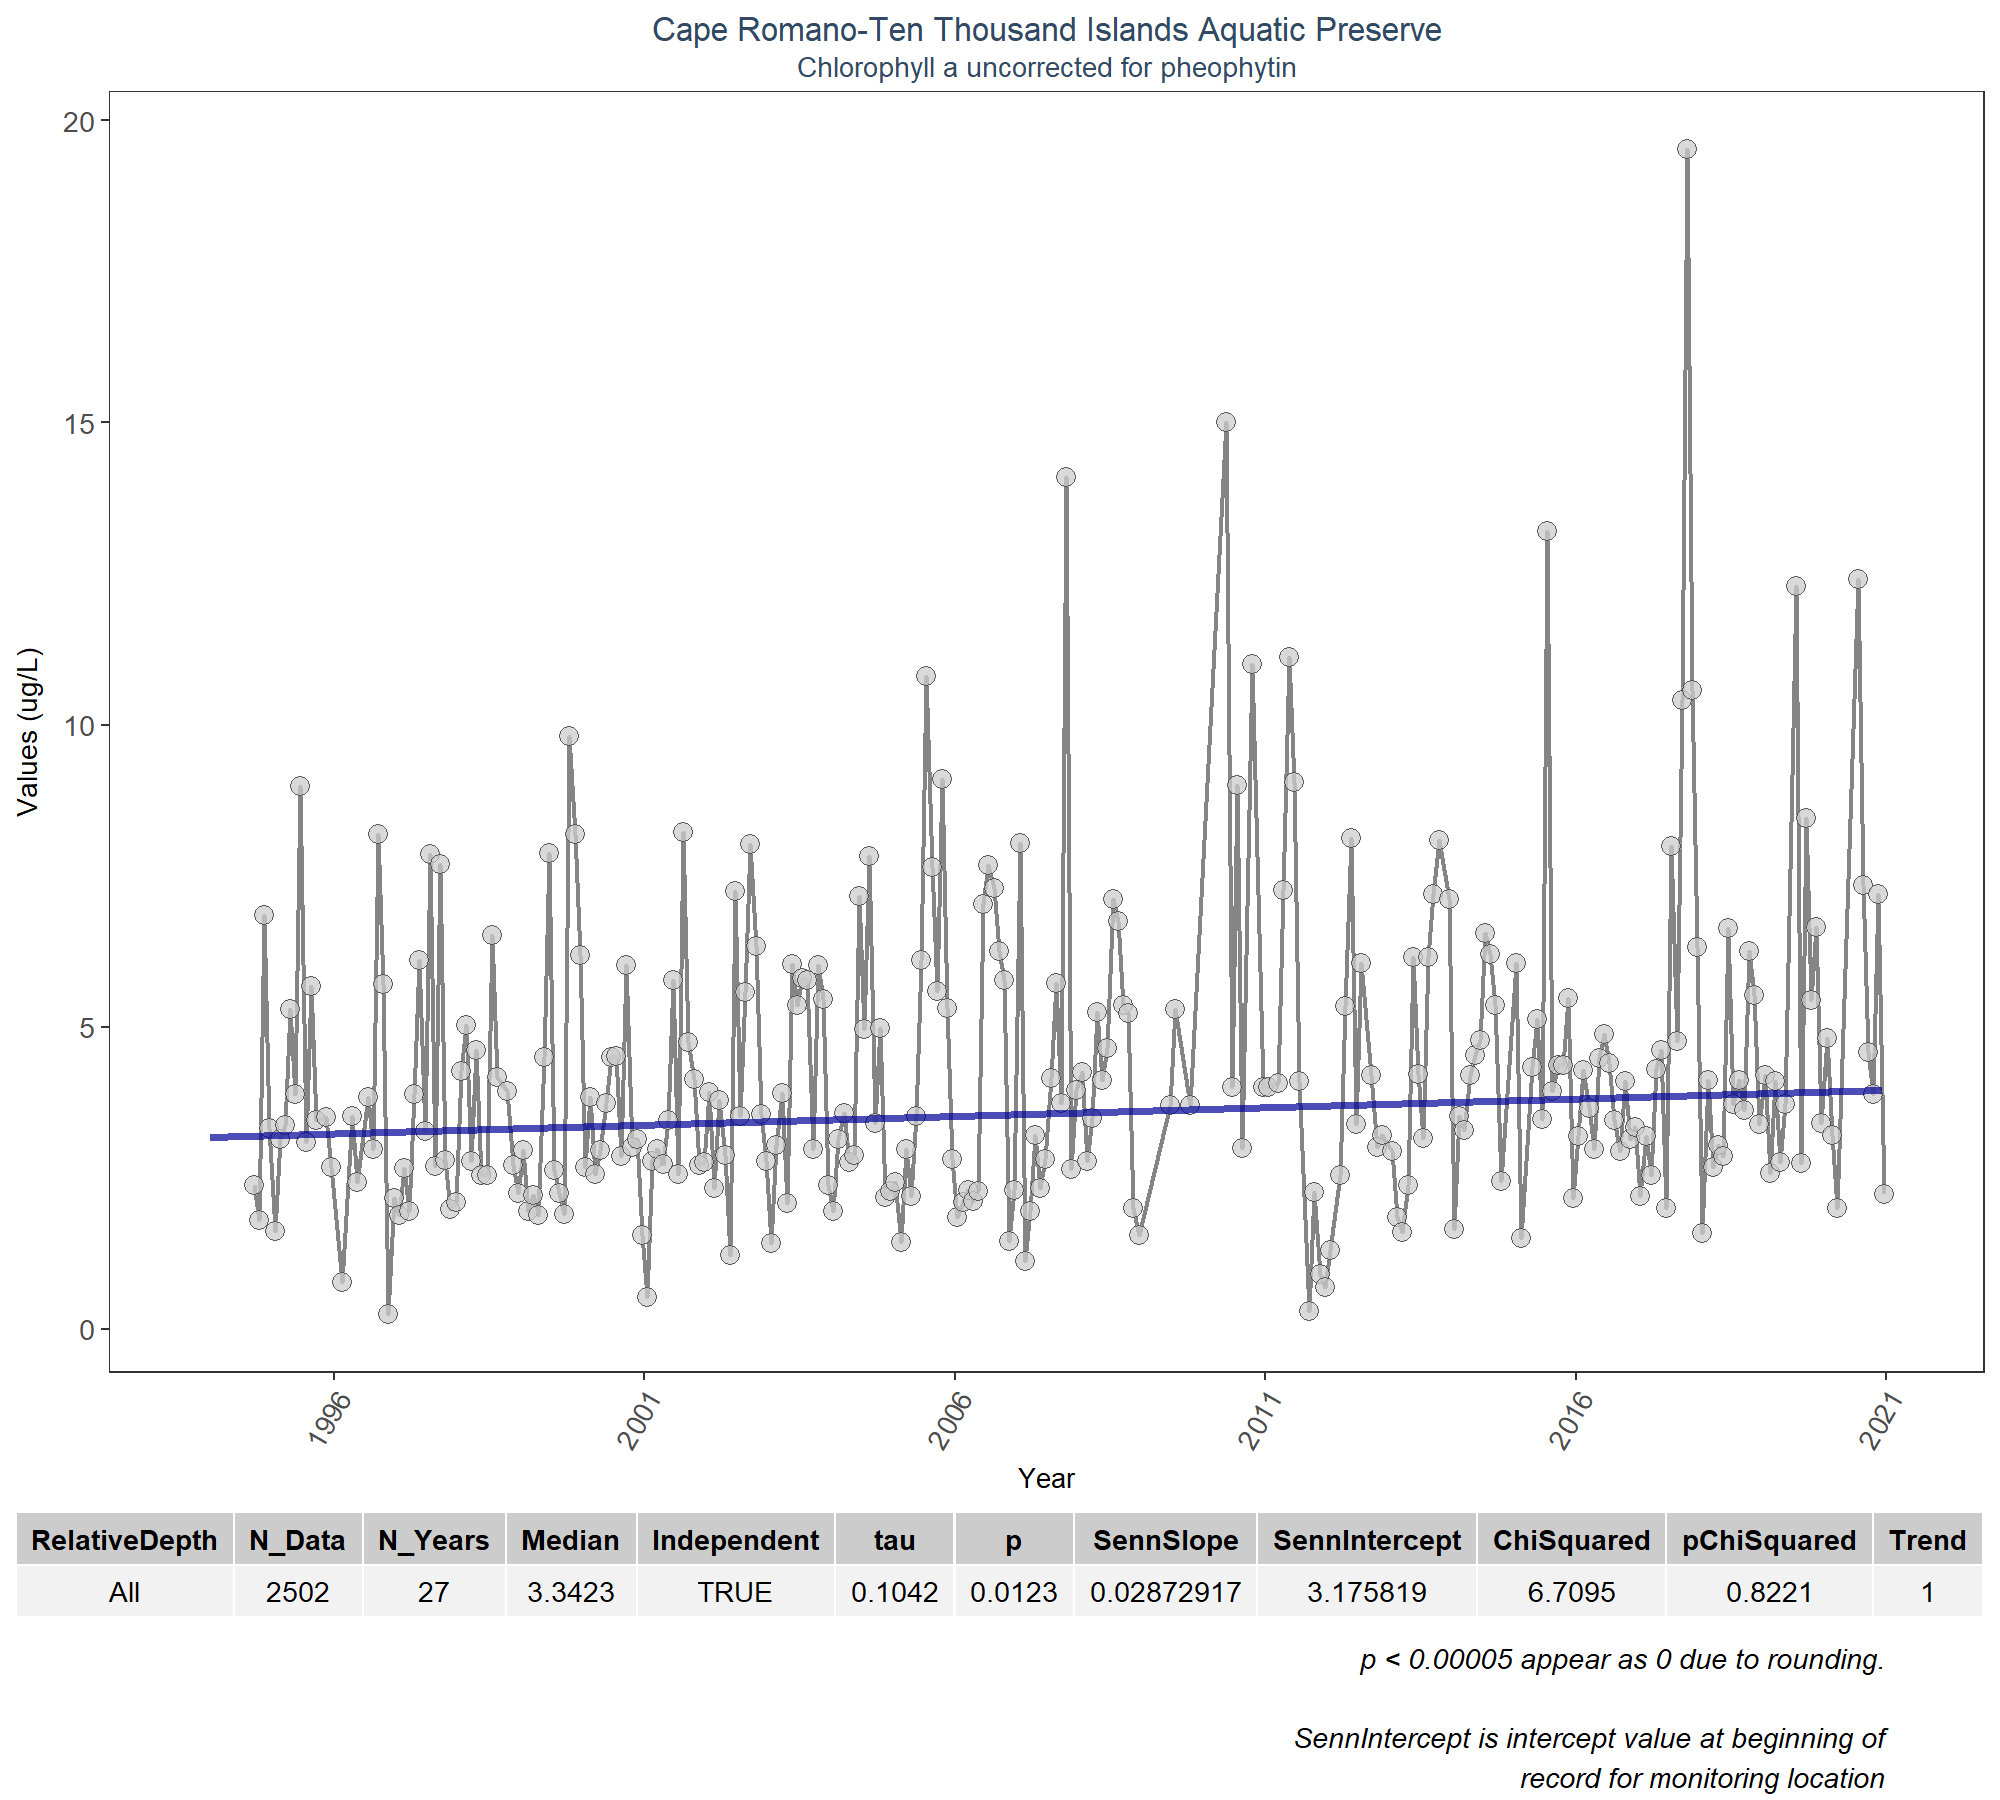 Cape Romano-Ten Thousand Islands Aquatic Preserve
Chlorophyll a uncorrected for pheophytin
20
15
10
5
0
Values (ug/L)
1996 2001 2006 2011 2016 2021
Year
RelativeDepth N_Data N_Years Median Independent tau p SennSlope SennIntercept ChiSquared pChiSquared Trend
All 2502 27 3.3423 TRUE 0.1042 0.0123 0.02872917 3.175819 6.7095 0.8221 1
p < 0.00005 appear as 0 due to rounding.
SennIntercept is intercept value at beginning of
record for monitoring location